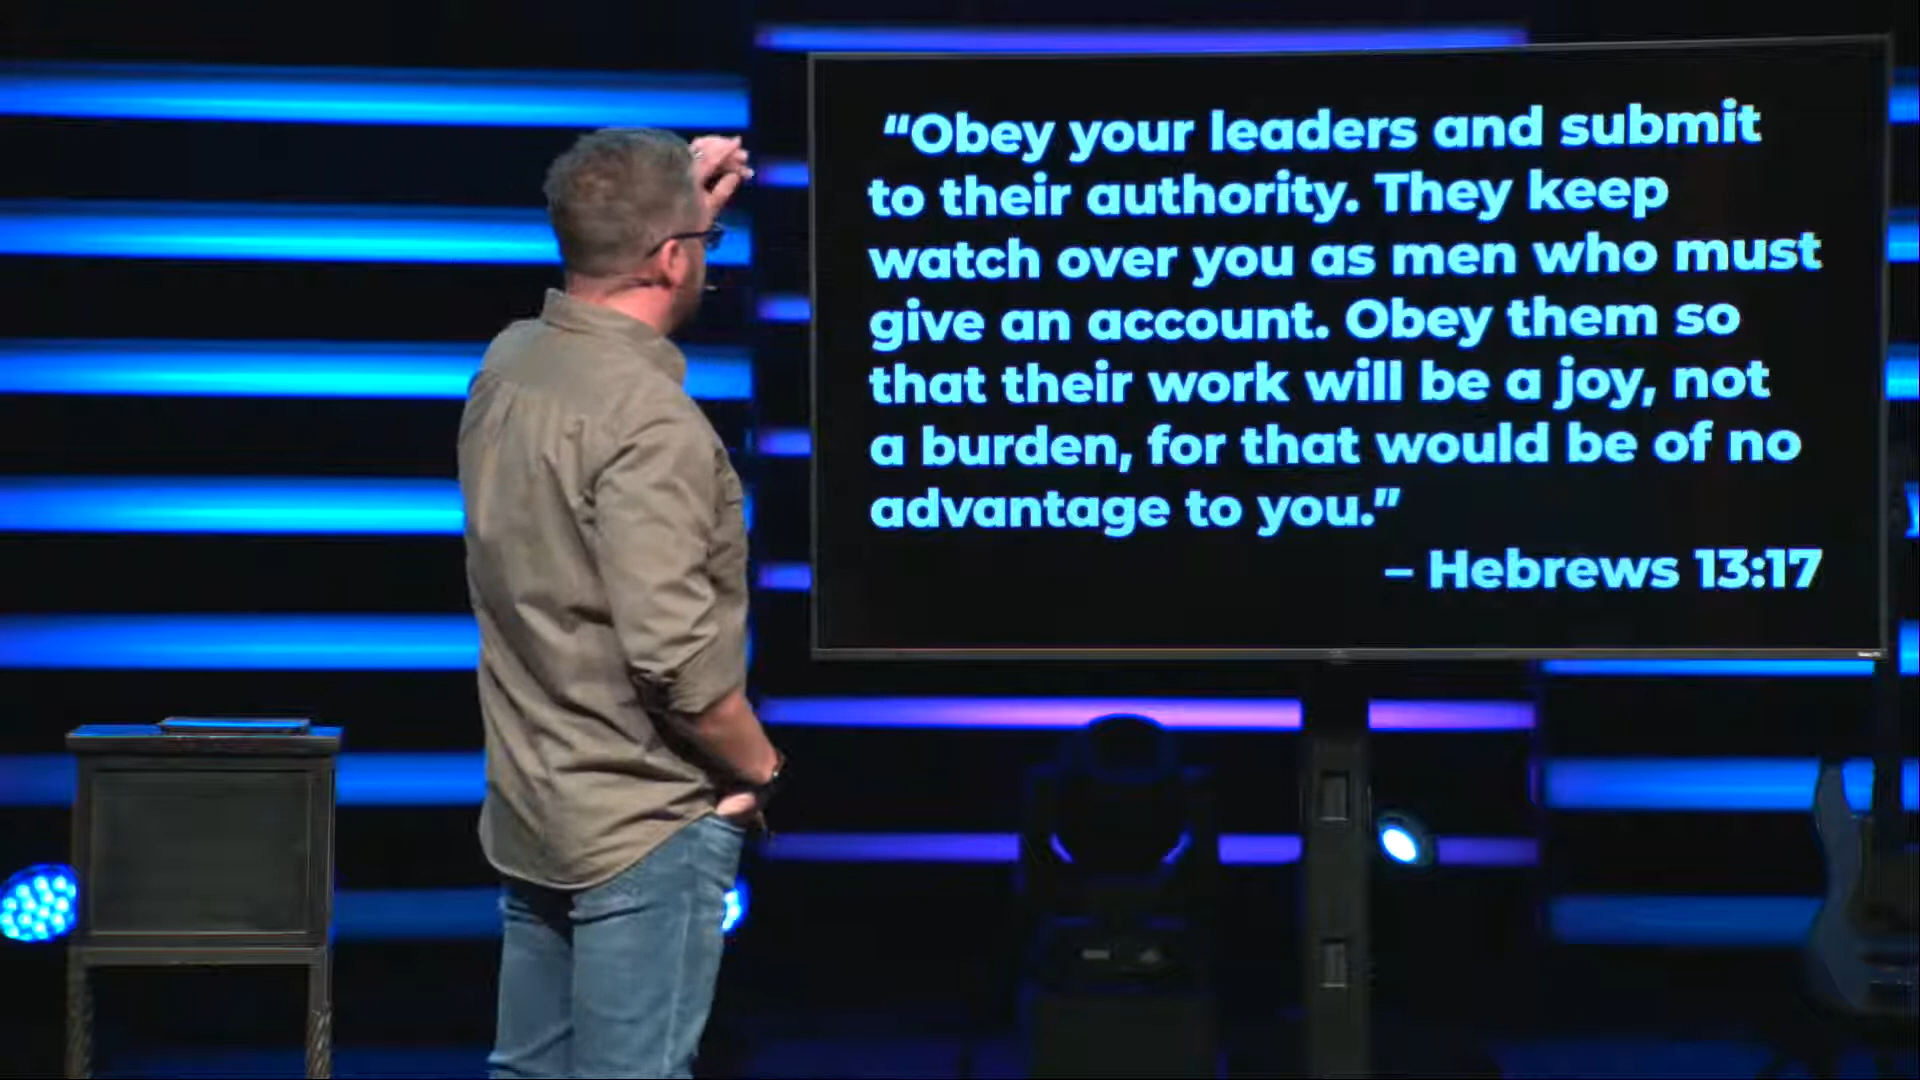 “Obey your leaders and submit
to their authority. They keep
watch over you as men who must
give an account. Obey them so
that their work will be a joy, not
a burden, for that would be of no
advantage to you.”
– Hebrews 13:17